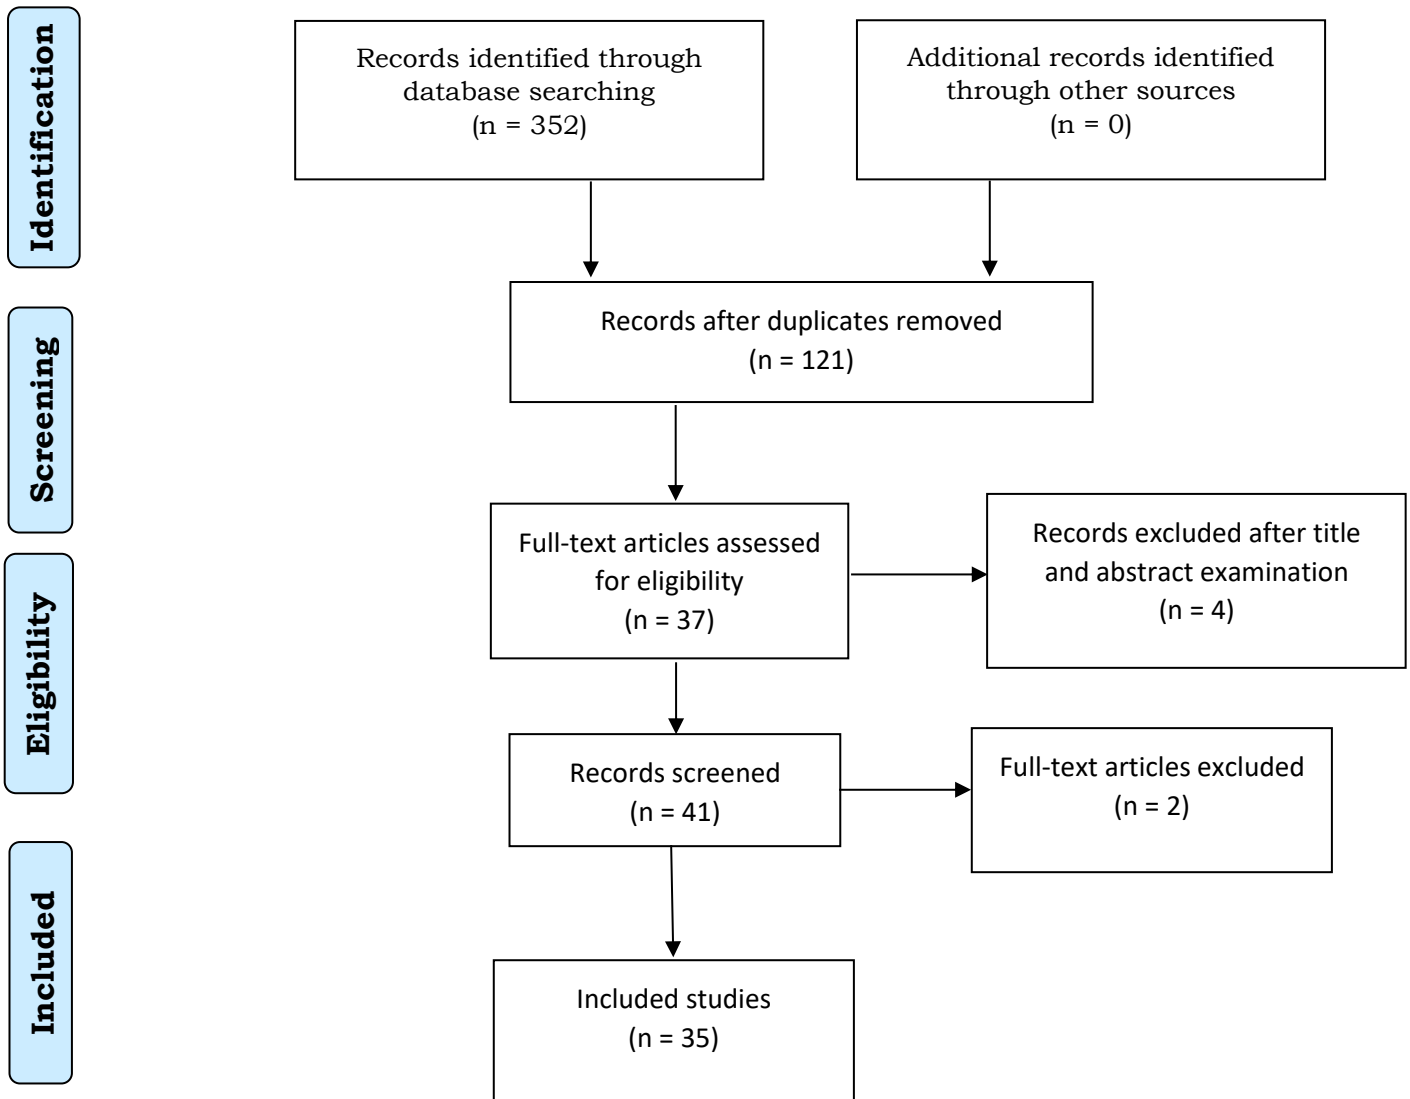 Identification
Records identified through
database searching
(n = 352)
Additional records identified
through other sources
(n = 0)
Screening
Records after duplicates removed
(n = 121)
Full-text articles assessed
for eligibility
(n = 37)
Records excluded after title
and abstract examination
(n = 4)
Eligibility
Records screened
(n = 41)
Full-text articles excluded
(n = 2)
Included
Included studies
(n = 35)